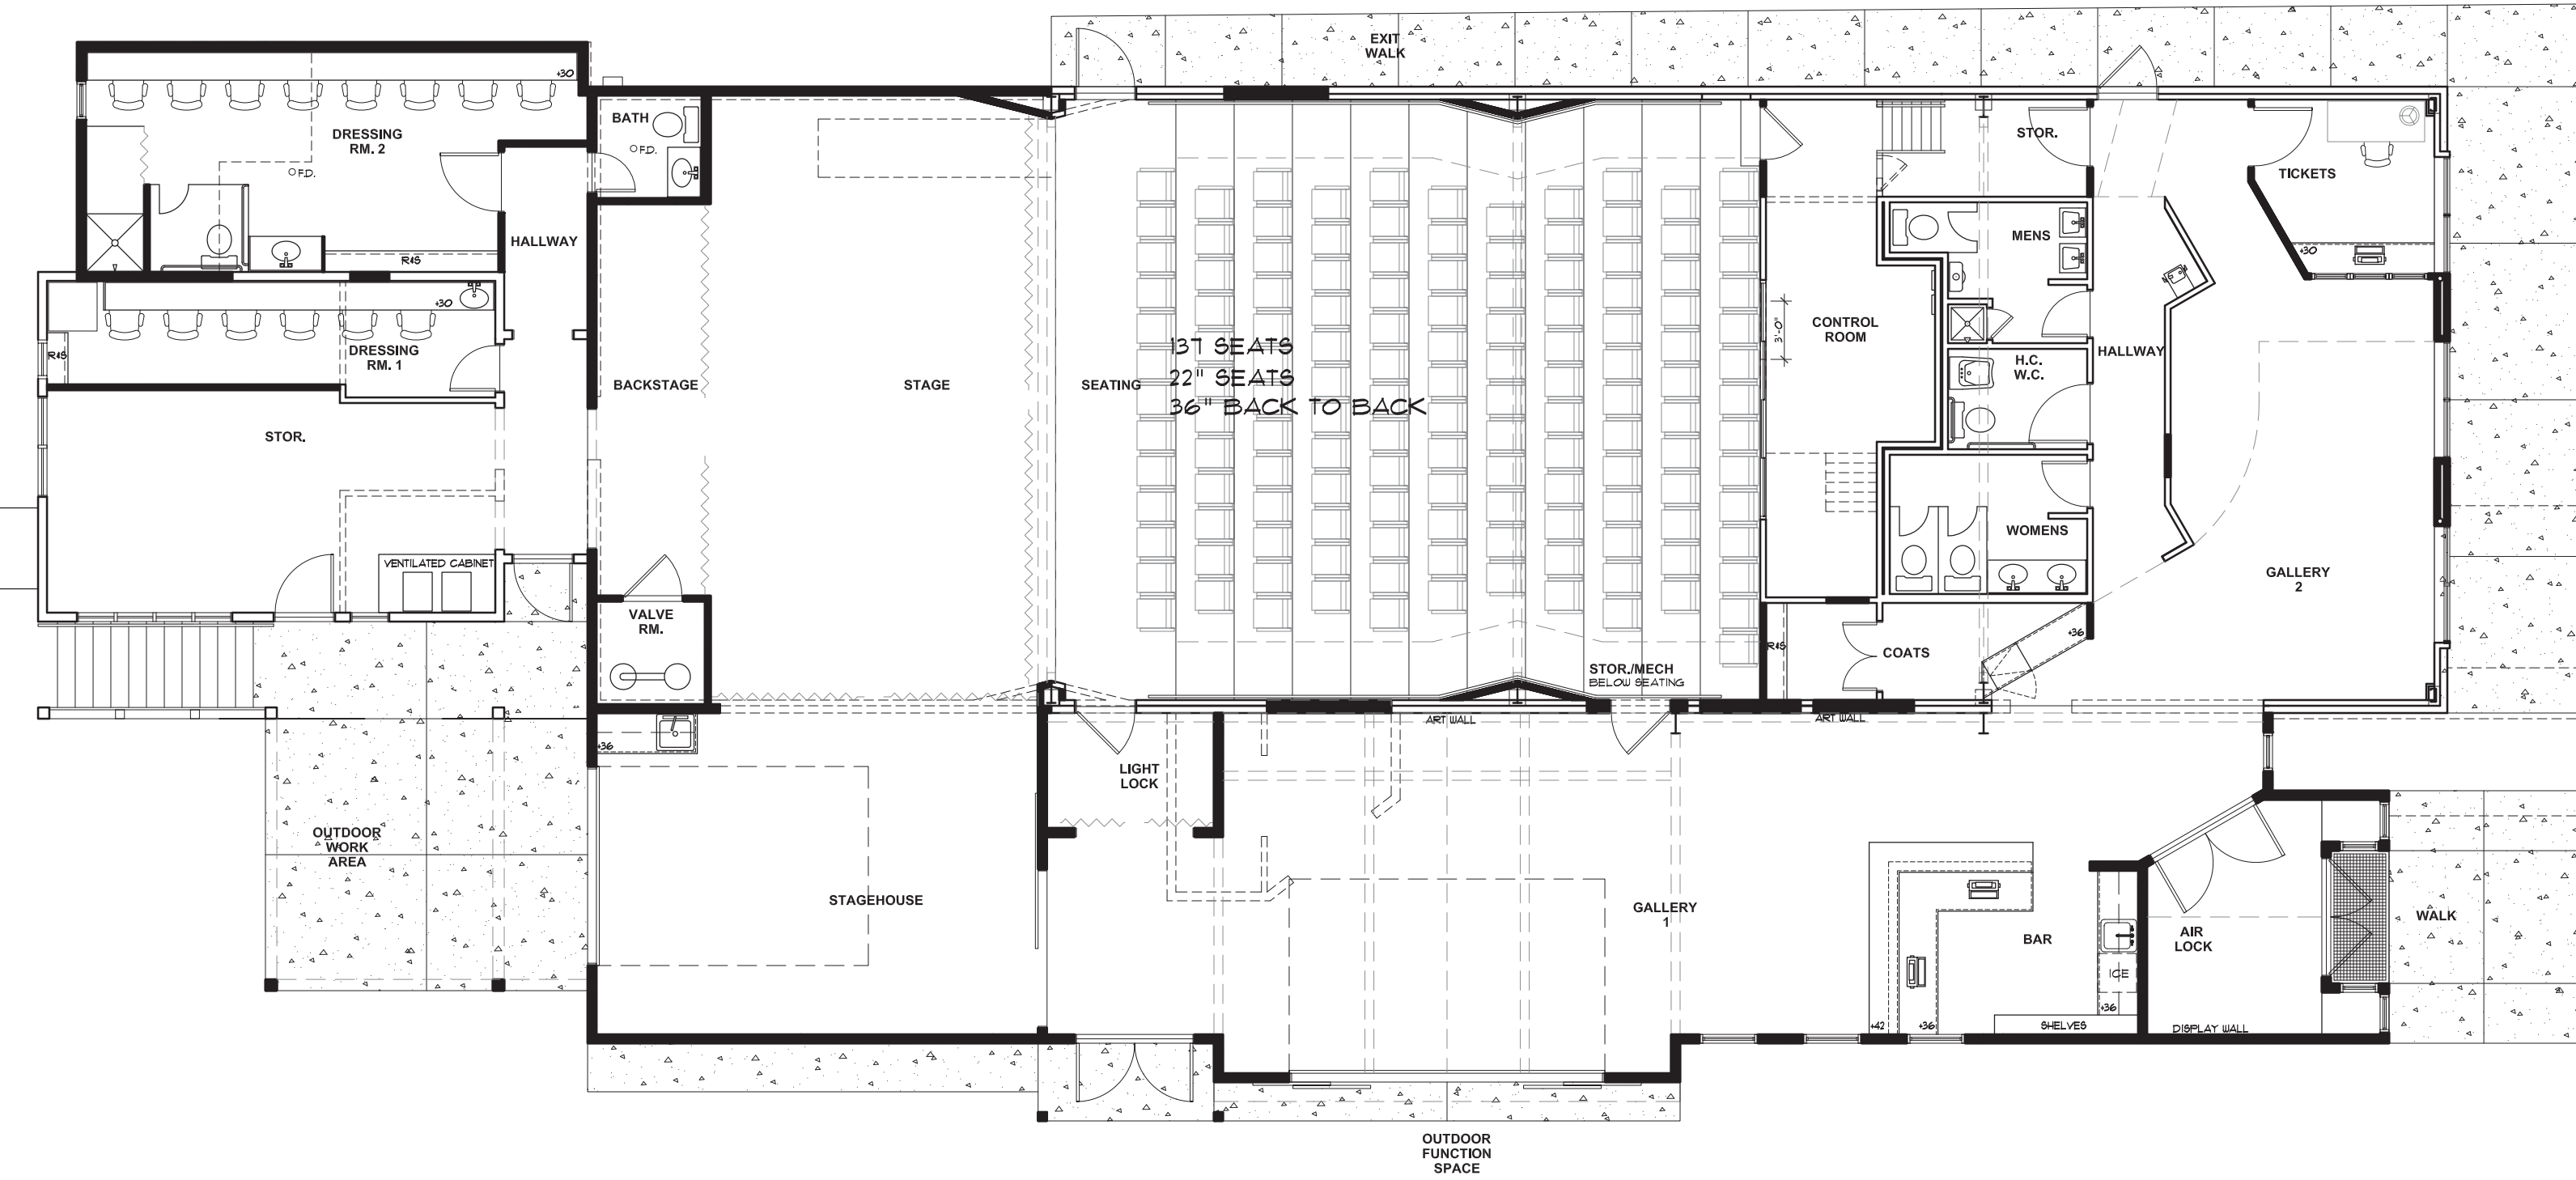 EXIT
WALK
+30
DRESSING
RM. 2
F.D.
BATH
F.D.
STOR.
TICKETS
HALLWAY
R&S
MENS
+30
+30
CONTROL
ROOM
3'-0"
137 SEATS
22" SEATS
36" BACK TO BACK
R&S
DRESSING
RM. 1
HALLWAY
H.C.
W.C.
BACKSTAGE
STAGE
SEATING
STOR.
WOMENS
VENTILATED CABINET
GALLERY
2
VALVE
RM.
+36
R&S
COATS
STOR./MECH
BELOW SEATING
ART WALL
ART WALL
+36
LIGHT
LOCK
OUTDOOR
WORK
AREA
STAGEHOUSE
GALLERY
1
BAR
AIR
LOCK
WALK
ICE
+36
+42
+36
SHELVES
DISPLAY WALL
OUTDOOR
FUNCTION
SPACE